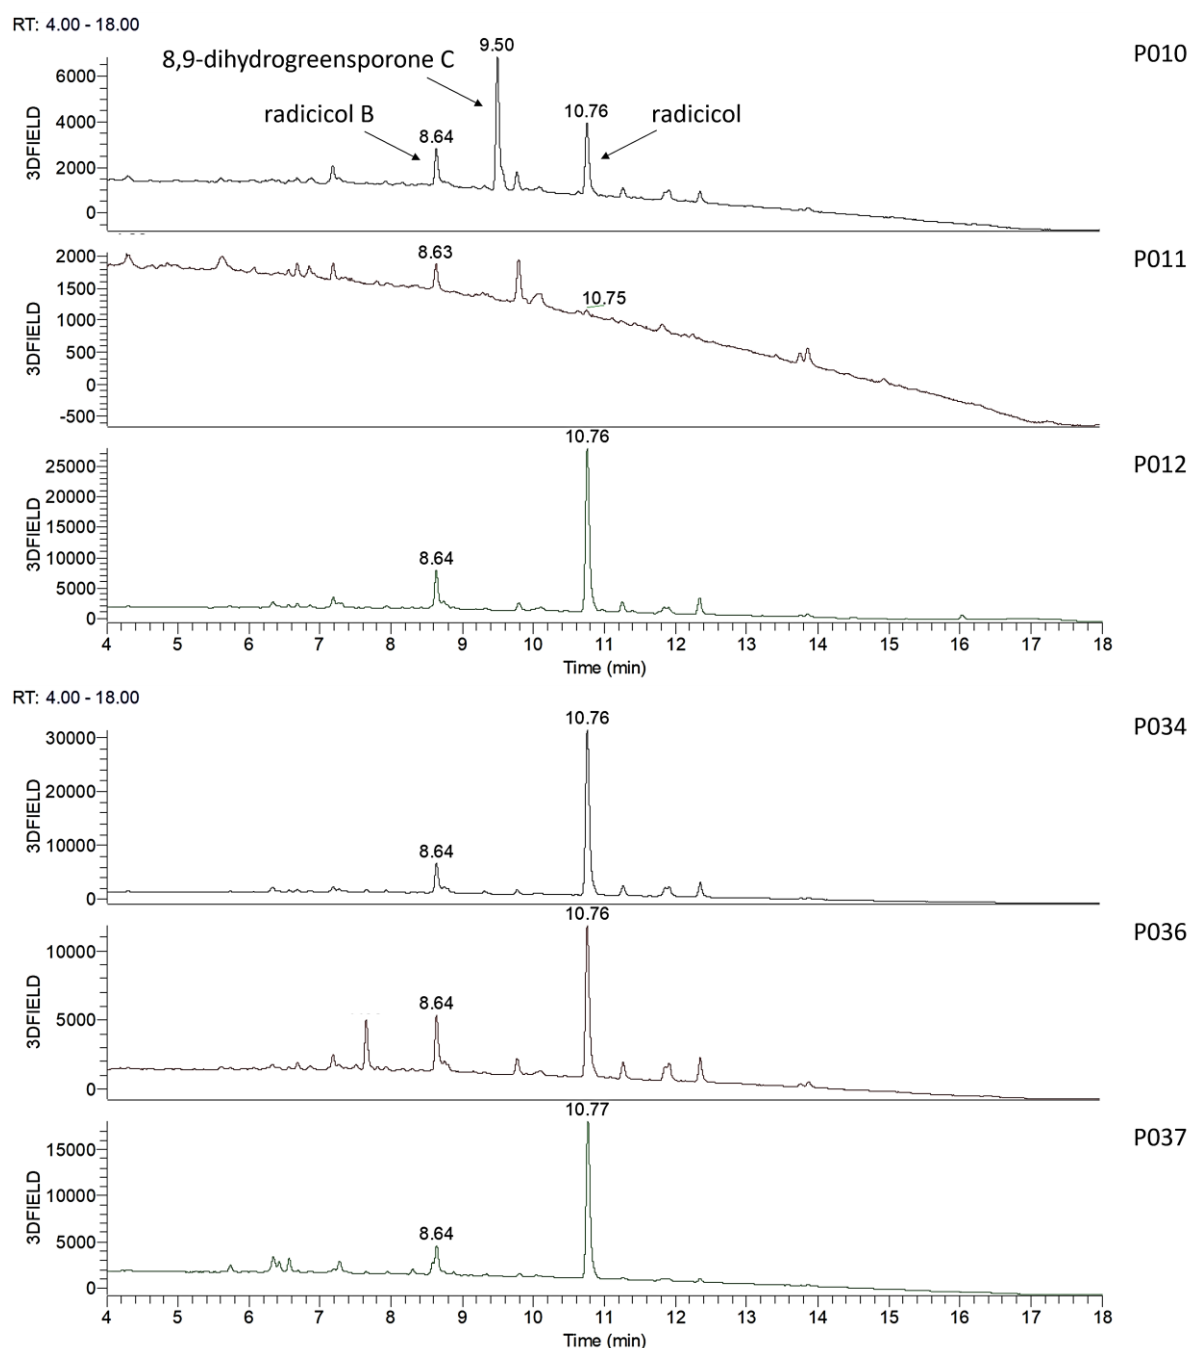 RT: 4.00 - 18.00
P010
9.50
8,9-dihydrogreensporone C
radicicol B
8.64
10.76
radicicol
3DFIELD
6000
4000
2000
0
P011
8.63
10.75
3DFIELD
2000
1500
1000
500
0
-500
P012
10.76
8.64
3DFIELD
25000
20000
15000
10000
5000
0
4 5 6 7 8 9 10 11 12 13 14 15 16 17 18
Time (min)
RT: 4.00 - 18.00
P034
10.76
8.64
3DFIELD
30000
20000
10000
0
P036
10.76
8.64
3DFIELD
10000
5000
0
P037
10.77
8.64
3DFIELD
15000
10000
5000
0
4 5 6 7 8 9 10 11 12 13 14 15 16 17 18
Time (min)